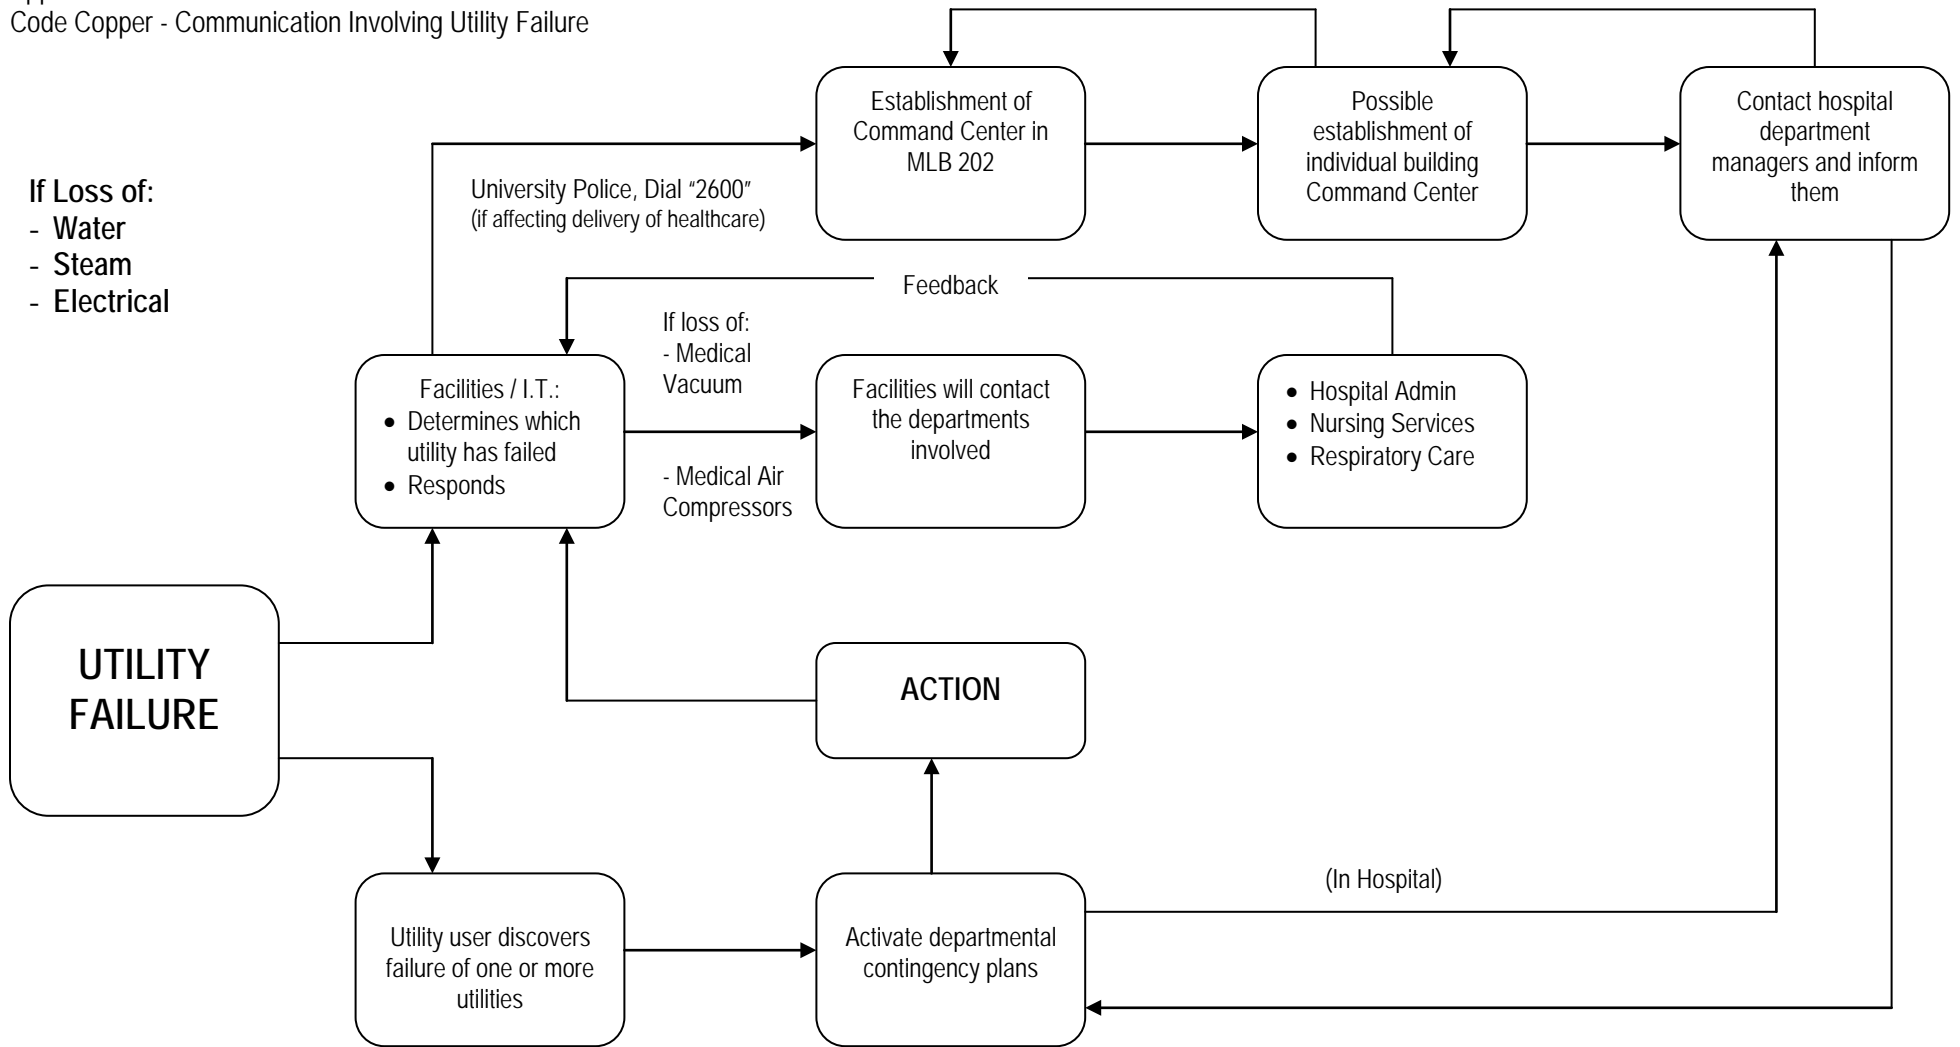 Code Copper - Communication Involving Utility Failure
Establishment of
Command Center in
MLB 202
Possible
establishment of
individual building
Command Center
Contact hospital
department
managers and inform
them
If Loss of:
- Water
- Steam
- Electrical
University Police, Dial “2600”
(if affecting delivery of healthcare)
Feedback
If loss of:
- Medical
Vacuum
- Medical Air
Compressors
Facilities / I.T.:
• Determines which
utility has failed
• Responds
Facilities will contact
the departments
involved
• Hospital Admin
• Nursing Services
• Respiratory Care
UTILITY
FAILURE
ACTION
(In Hospital)
Utility user discovers
failure of one or more
utilities
Activate departmental
contingency plans